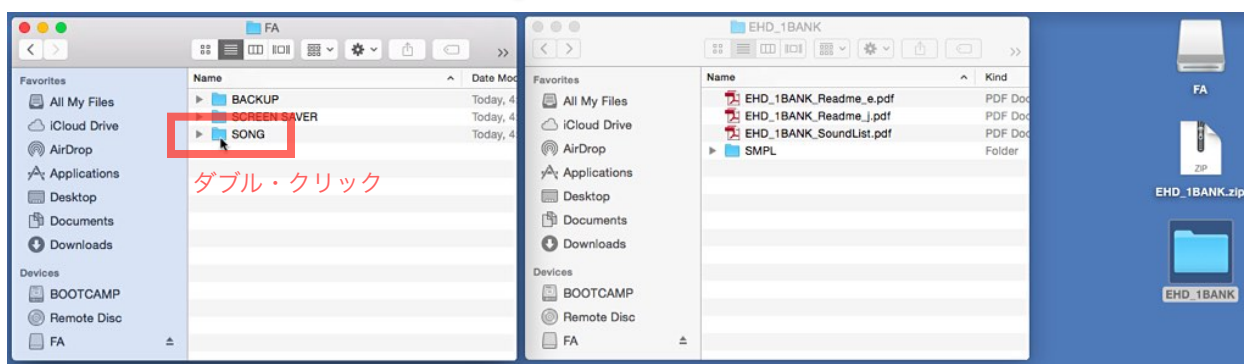 FA
Favorites
All My Files
iCloud Drive
AirDrop
Applications
Desktop
Documents
Downloads
Devices
BOOTCAMP
Remote Disc
FA
Name
Date Mod
BACKUP
Today, 4
SCREEN SAVER
Today, 4
SONG
Today, 4
ダブル・クリック
EHD_1BANK
Favorites
All My Files
iCloud Drive
AirDrop
Applications
Desktop
Documents
Downloads
Devices
BOOTCAMP
Remote Disc
FA
Name
Kind
EHD_1BANK_Readme_e.pdf
PDF Doc
EHD_1BANK_Readme_j.pdf
PDF Doc
EHD_1BANK_SoundList.pdf
PDF Doc
SMPL
Folder
FA
ZIP
EHD_1BANK.zip
EHD_1BANK